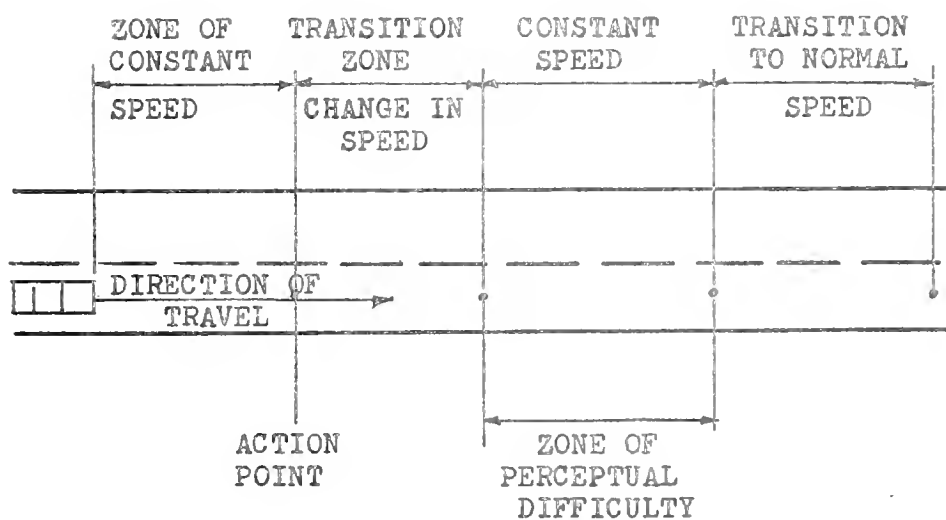 ZONE OF
CONSTANT
SPEED
TRANSITION
ZONE
CHANGE IN
SPEED
CONSTANT
SPEED
TRANSITION
TO NORMAL
SPEED
DIRECTION OF
TRAVEL
ACTION
POINT
ZONE OF
PERCEPTUAL
DIFFICULTY